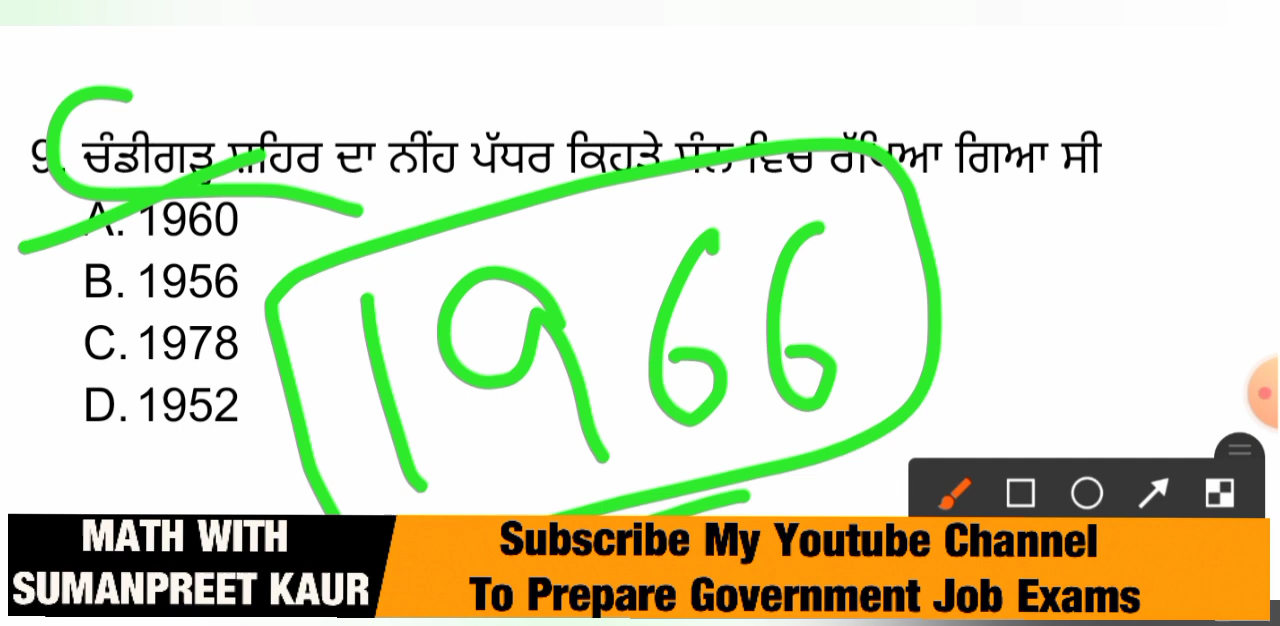 9. ਚੰਡੀਗੜ੍ਹ ਸ਼ਹਿਰ ਦਾ ਨੀਂਹ ਪੱਧਰ ਕਿਹੜੇ ਸੰਨ ਵਿਚ ਰੱਖਿਆ ਗਿਆ ਸੀ
A. 1960
B. 1956
C. 1978
D. 1952
1966
MATH WITH
SUMANPREET KAUR
Subscribe My Youtube Channel
To Prepare Government Job Exams